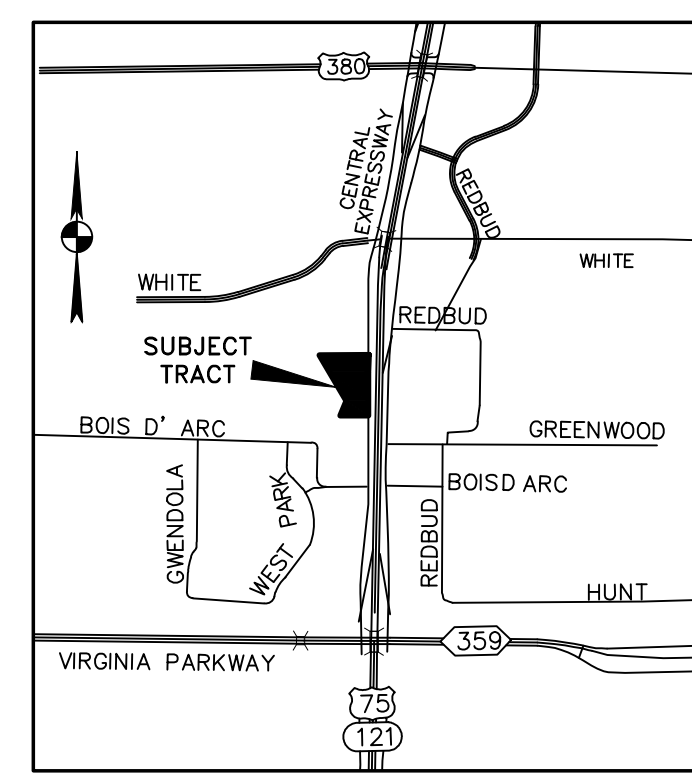 380
CENTRAL
EXPRESSWAY
REDBUD
WHITE
WHITE
REDBUD
SUBJECT
TRACT
BOIS D' ARC
GREENWOOD
GWENDOLA
WEST PARK
REDBUD
BOISD ARC
HUNT
359
VIRGINIA PARKWAY
75
121